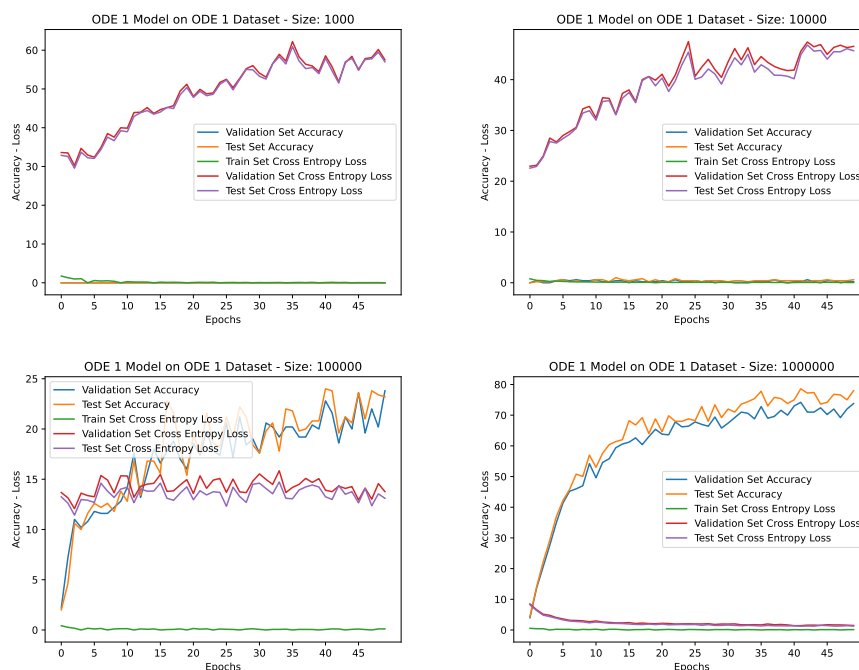 ODE 1 Model on ODE 1 Dataset - Size: 1000
60
50
40
30
20
10
0
Accuracy - Loss
Validation Set Accuracy
Test Set Accuracy
Train Set Cross Entropy Loss
Validation Set Cross Entropy Loss
Test Set Cross Entropy Loss
0 5 10 15 20 25 30 35 40 45
Epochs
ODE 1 Model on ODE 1 Dataset - Size: 10000
40
30
20
10
0
Accuracy - Loss
Validation Set Accuracy
Test Set Accuracy
Train Set Cross Entropy Loss
Validation Set Cross Entropy Loss
Test Set Cross Entropy Loss
0 5 10 15 20 25 30 35 40 45
Epochs
ODE 1 Model on ODE 1 Dataset - Size: 100000
25
20
15
10
5
0
Accuracy - Loss
Validation Set Accuracy
Test Set Accuracy
Train Set Cross Entropy Loss
Validation Set Cross Entropy Loss
Test Set Cross Entropy Loss
0 5 10 15 20 25 30 35 40 45
Epochs
ODE 1 Model on ODE 1 Dataset - Size: 1000000
80
70
60
50
40
30
20
10
0
Accuracy - Loss
Validation Set Accuracy
Test Set Accuracy
Train Set Cross Entropy Loss
Validation Set Cross Entropy Loss
Test Set Cross Entropy Loss
0 5 10 15 20 25 30 35 40 45
Epochs